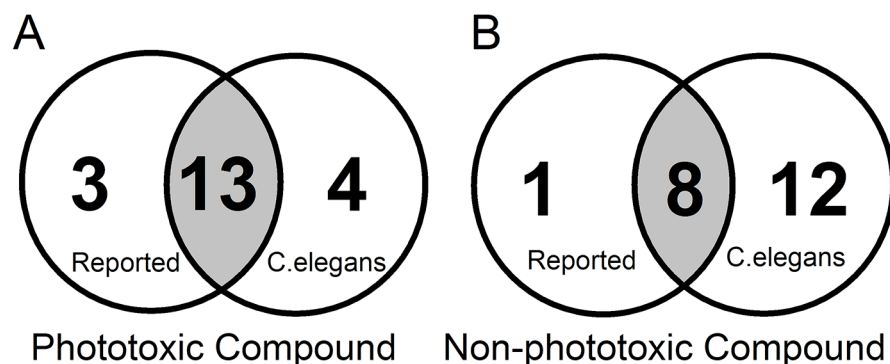 A
B
3 13 4
1 8 12
Reported C.elegans
Reported C.elegans
Phototoxic Compound
Non-phototoxic Compound